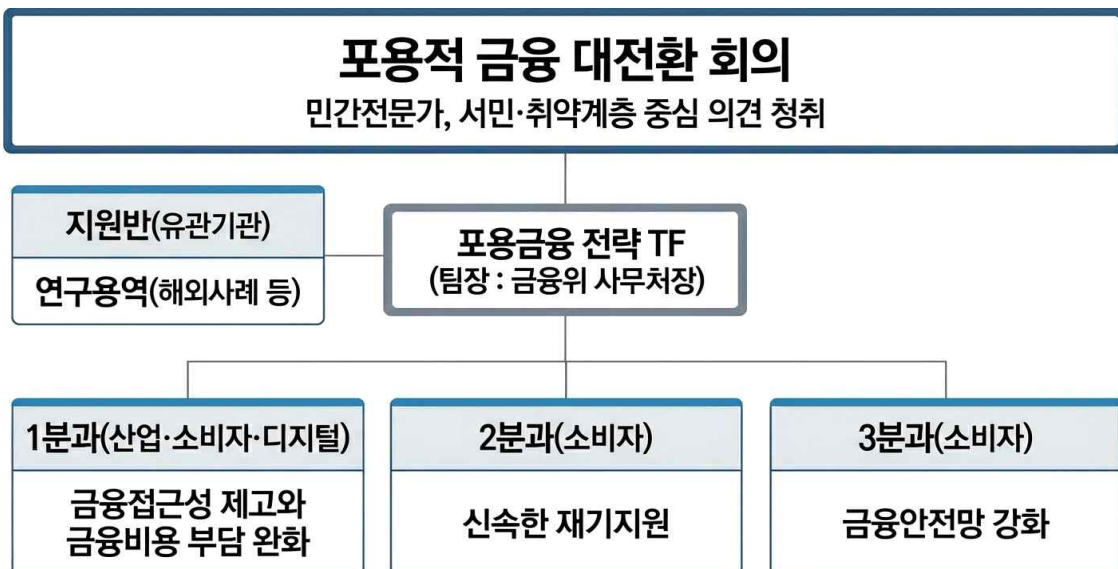 포용적 금융 대전환 회의
민간전문가, 서민·취약계층 중심 의견 청취
지원반(유관기관)
연구용역(해외사례 등)
포용금융 전략 TF
(팀장 : 금융위 사무처장)
1분과(산업·소비자·디지털)
금융접근성 제고와
금융비용 부담 완화
2분과(소비자)
신속한 재기지원
3분과(소비자)
금융안전망 강화